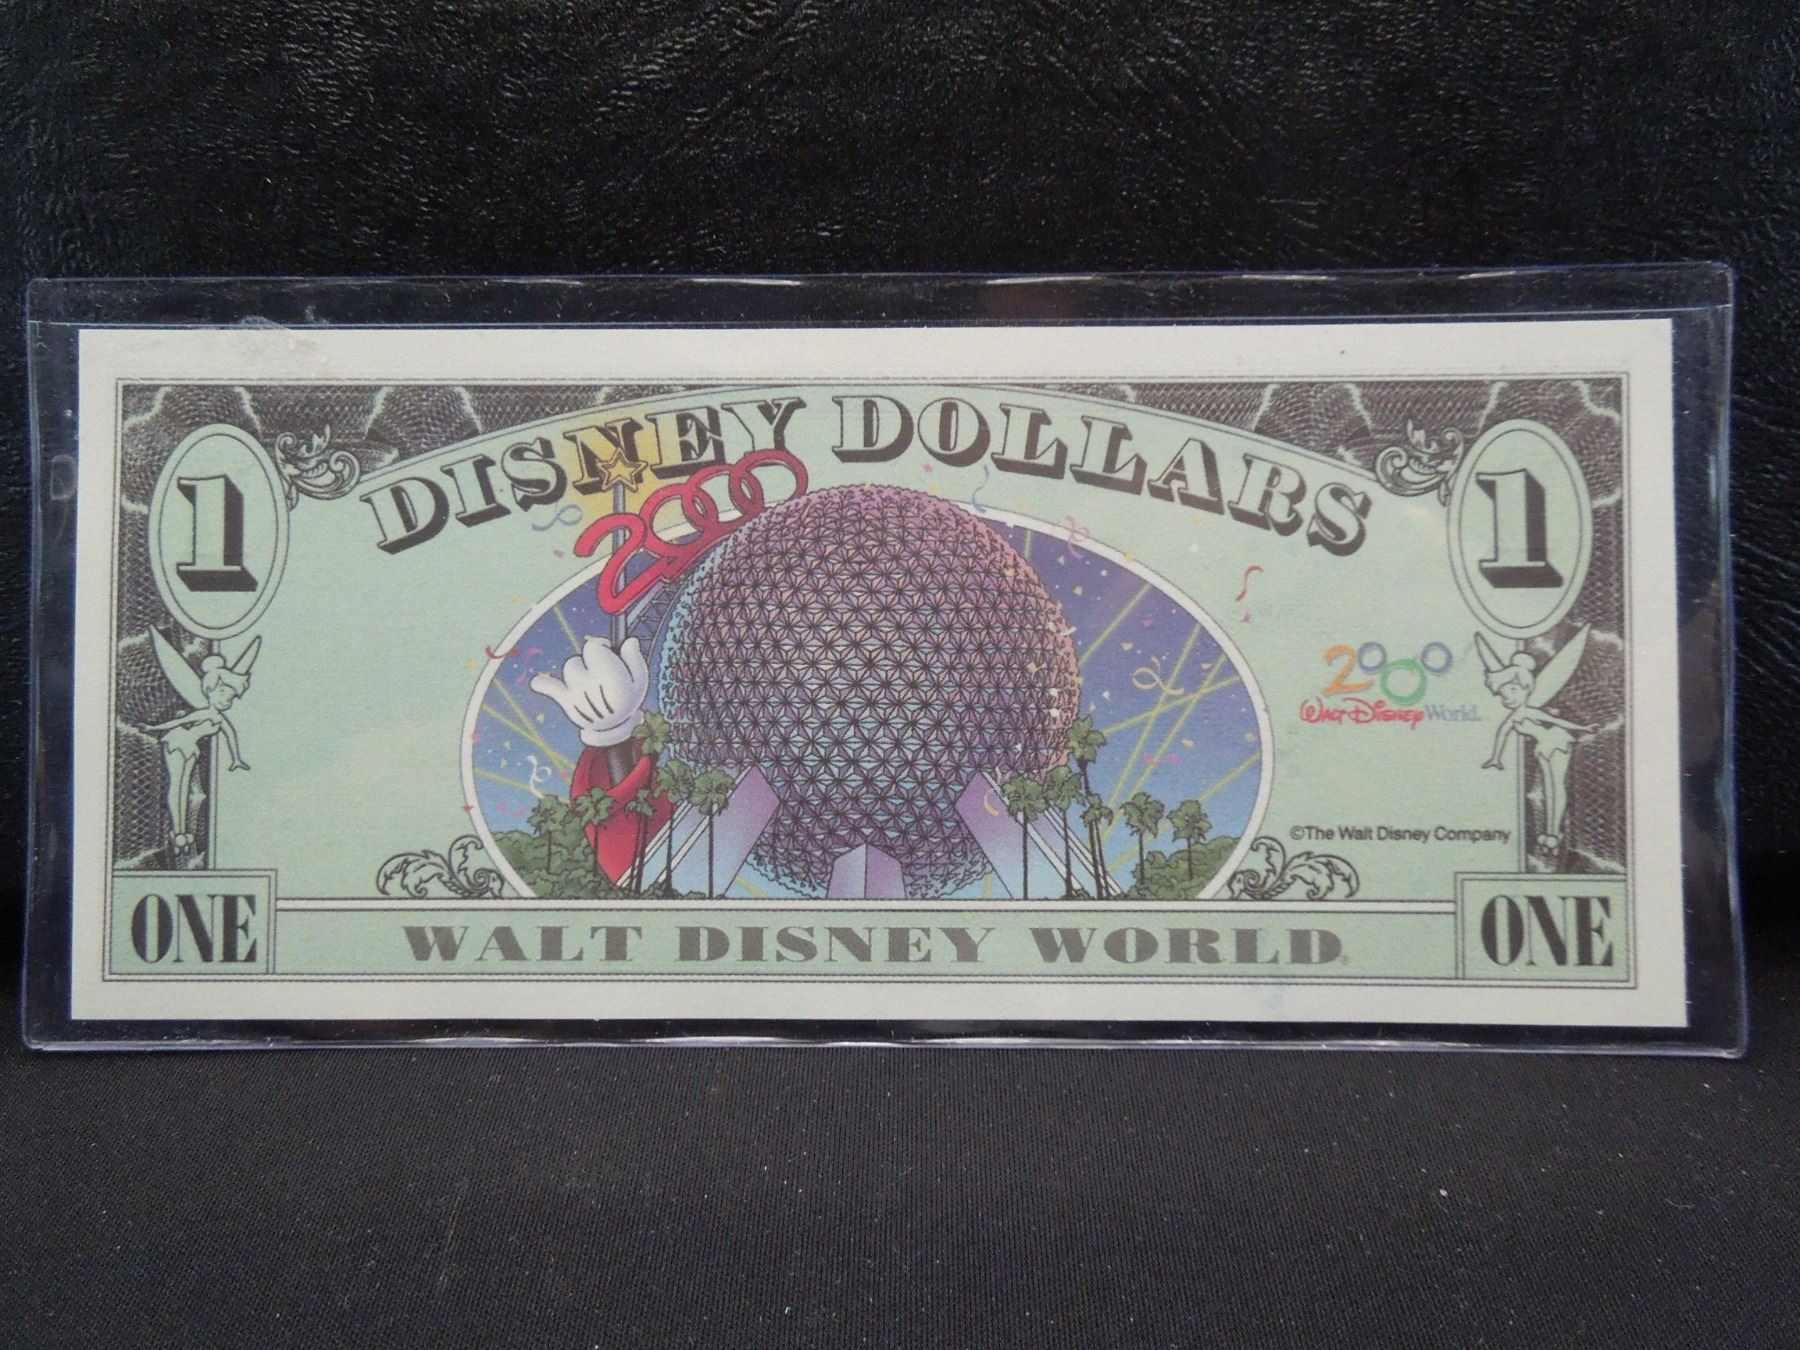 DISNEY DOLLARS
1
1
2000
2000
Walt Disney World.
©The Walt Disney Company
ONE
WALT DISNEY WORLD®
ONE